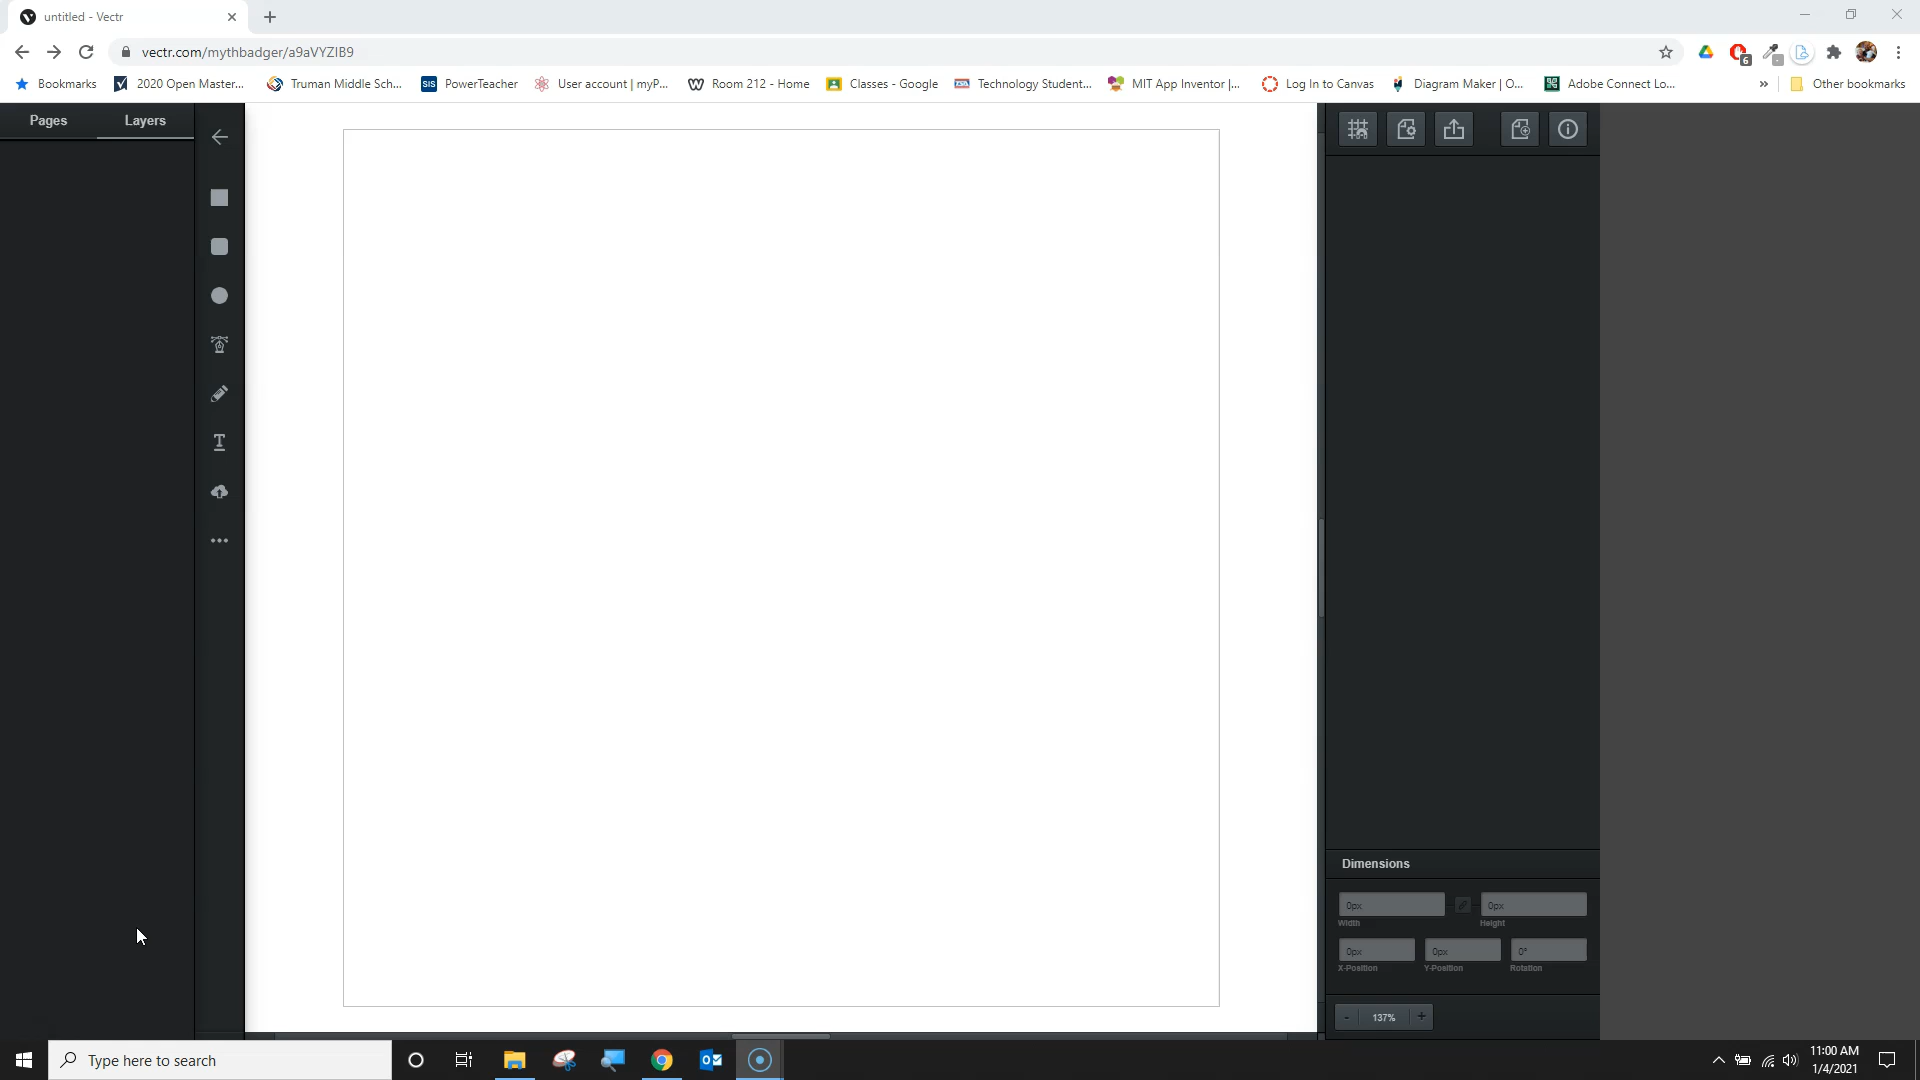 untitled - Vectr
vectr.com/mythbadger/a9aVYZIB9
6
Bookmarks
2020 Open Master...
Truman Middle Sch...
SIS
PowerTeacher
User account | myP...
Room 212 - Home
Classes - Google
Technology Student...
MIT App Inventor |...
Log In to Canvas
Diagram Maker | O...
Adobe Connect Lo...
»
Other bookmarks
Pages
Layers
Dimensions
0px
0px
Width
Height
0px
0px
0°
X-Position
Y-Position
Rotation
- 137% +
Type here to search
11:00 AM
1/4/2021